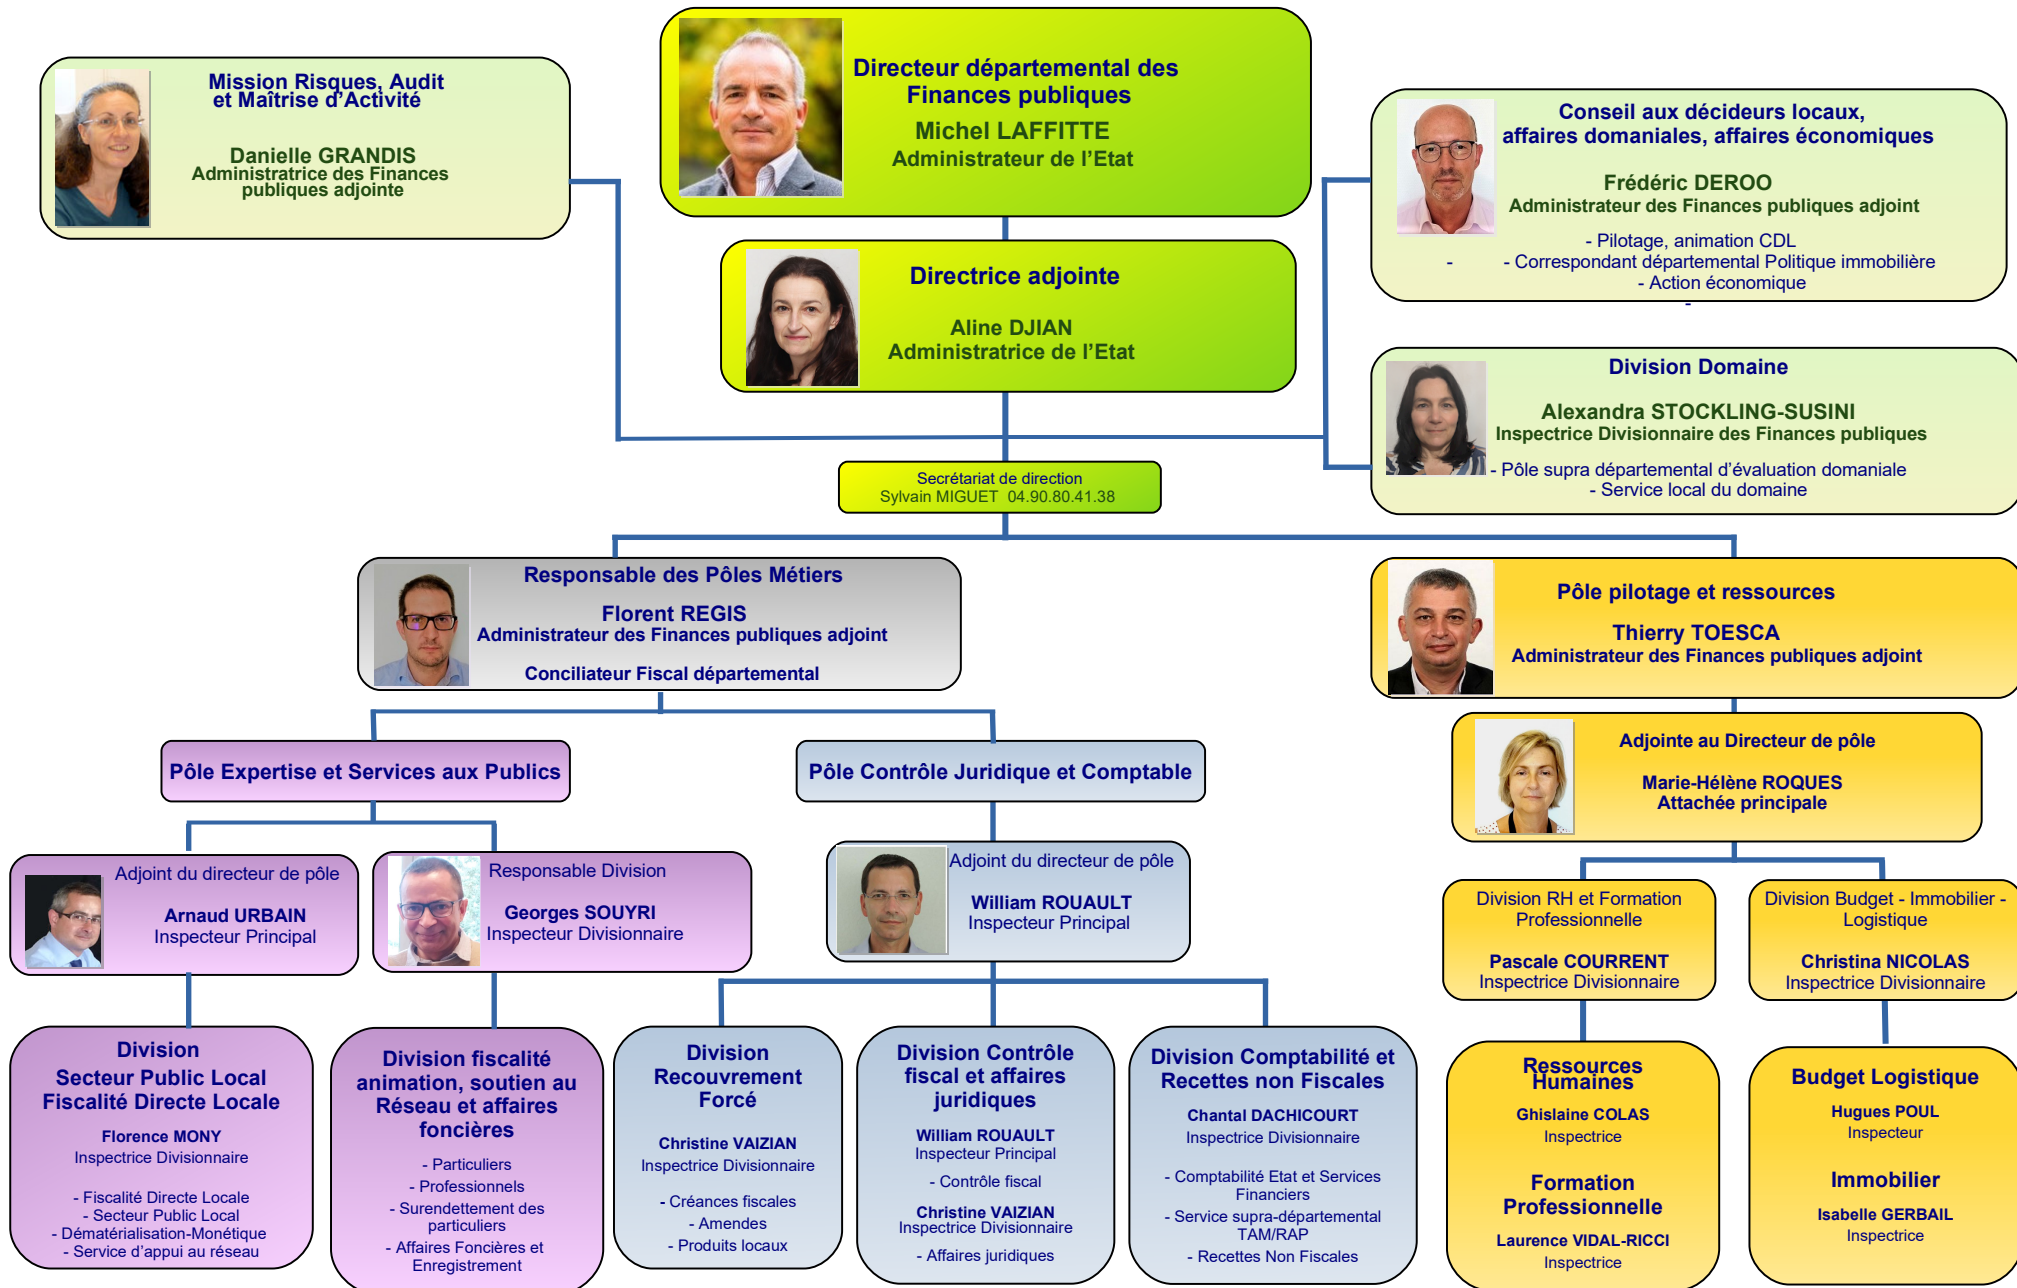 Mission Risques, Audit
et Maîtrise d'Activité
Danielle GRANDIS
Administratrice des Finances
publiques adjointe
Directeur départemental des
Finances publiques
Michel LAFFITTE
Administrateur de l'Etat
Conseil aux décideurs locaux,
affaires domaniales, affaires économiques
Frédéric DEROO
Administrateur des Finances publiques adjoint
- Pilotage, animation CDL
- - Correspondant départemental Politique immobilière
- Action économique
-
Directrice adjointe
Aline DJIAN
Administratrice de l'Etat
Division Domaine
Alexandra STOCKLING-SUSINI
Inspectrice Divisionnaire des Finances publiques
- Pôle supra départemental d'évaluation domaniale
- Service local du domaine
Secrétariat de direction
Sylvain MIGUET 04.90.80.41.38
Responsable des Pôles Métiers
Florent REGIS
Administrateur des Finances publiques adjoint
Conciliateur Fiscal départemental
Pôle pilotage et ressources
Thierry TOESCA
Administrateur des Finances publiques adjoint
Pôle Expertise et Services aux Publics
Pôle Contrôle Juridique et Comptable
Adjointe au Directeur de pôle
Marie-Hélène ROQUES
Attachée principale
Adjoint du directeur de pôle
Arnaud URBAIN
Inspecteur Principal
Responsable Division
Georges SOUYRI
Inspecteur Divisionnaire
Adjoint du directeur de pôle
William ROUAULT
Inspecteur Principal
Division RH et Formation
Professionnelle
Pascale COURRENT
Inspectrice Divisionnaire
Division Budget - Immobilier -
Logistique
Christina NICOLAS
Inspectrice Divisionnaire
Division
Secteur Public Local
Fiscalité Directe Locale
Florence MONY
Inspectrice Divisionnaire
- Fiscalité Directe Locale
- Secteur Public Local
- Dématérialisation-Monétique
- Service d'appui au réseau
Division fiscalité
animation, soutien au
Réseau et affaires
foncières
- Particuliers
- Professionnels
- Surendettement des
particuliers
- Affaires Foncières et
Enregistrement
Division
Recouvrement
Forcé
Christine VAIZIAN
Inspectrice Divisionnaire
- Créances fiscales
- Amendes
- Produits locaux
Division Contrôle
fiscal et affaires
juridiques
William ROUAULT
Inspecteur Principal
- Contrôle fiscal
Christine VAIZIAN
Inspectrice Divisionnaire
- Affaires juridiques
Division Comptabilité et
Recettes non Fiscales
Chantal DACHICOURT
Inspectrice Divisionnaire
- Comptabilité Etat et Services
Financiers
- Service supra-départemental
TAM/RAP
- Recettes Non Fiscales
Ressources
Humaines
Ghislaine COLAS
Inspectrice
Formation
Professionnelle
Laurence VIDAL-RICCI
Inspectrice
Budget Logistique
Hugues POUL
Inspecteur
Immobilier
Isabelle GERBAIL
Inspectrice